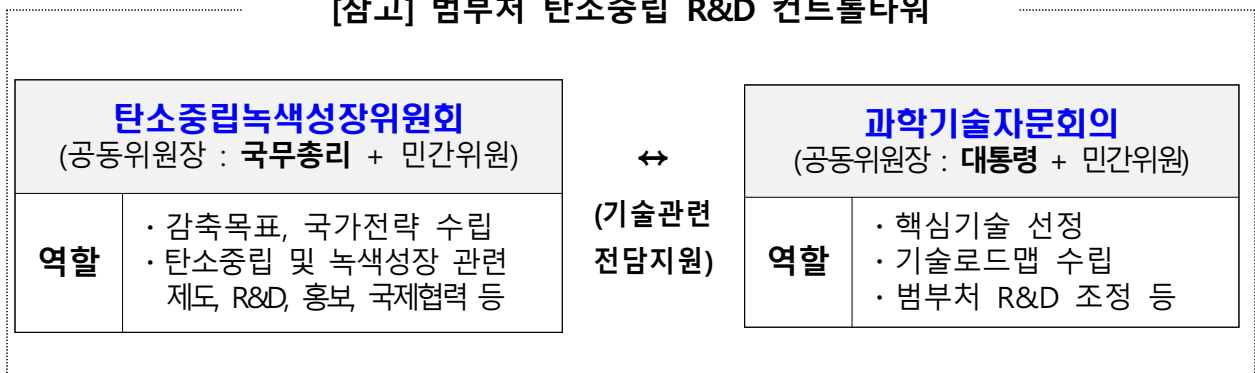 [참고] 범부처 탄소중립 R&D 컨트롤타워
탄소중립녹색성장위원회
(공동위원장 : 국무총리 + 민간위원)
역할
· 감축목표, 국가전략 수립
· 탄소중립 및 녹색성장 관련
제도, R&D, 홍보, 국제협력 등
↔
(기술관련
전담지원)
과학기술자문회의
(공동위원장 : 대통령 + 민간위원)
역할
· 핵심기술 선정
· 기술로드맵 수립
· 범부처 R&D 조정 등